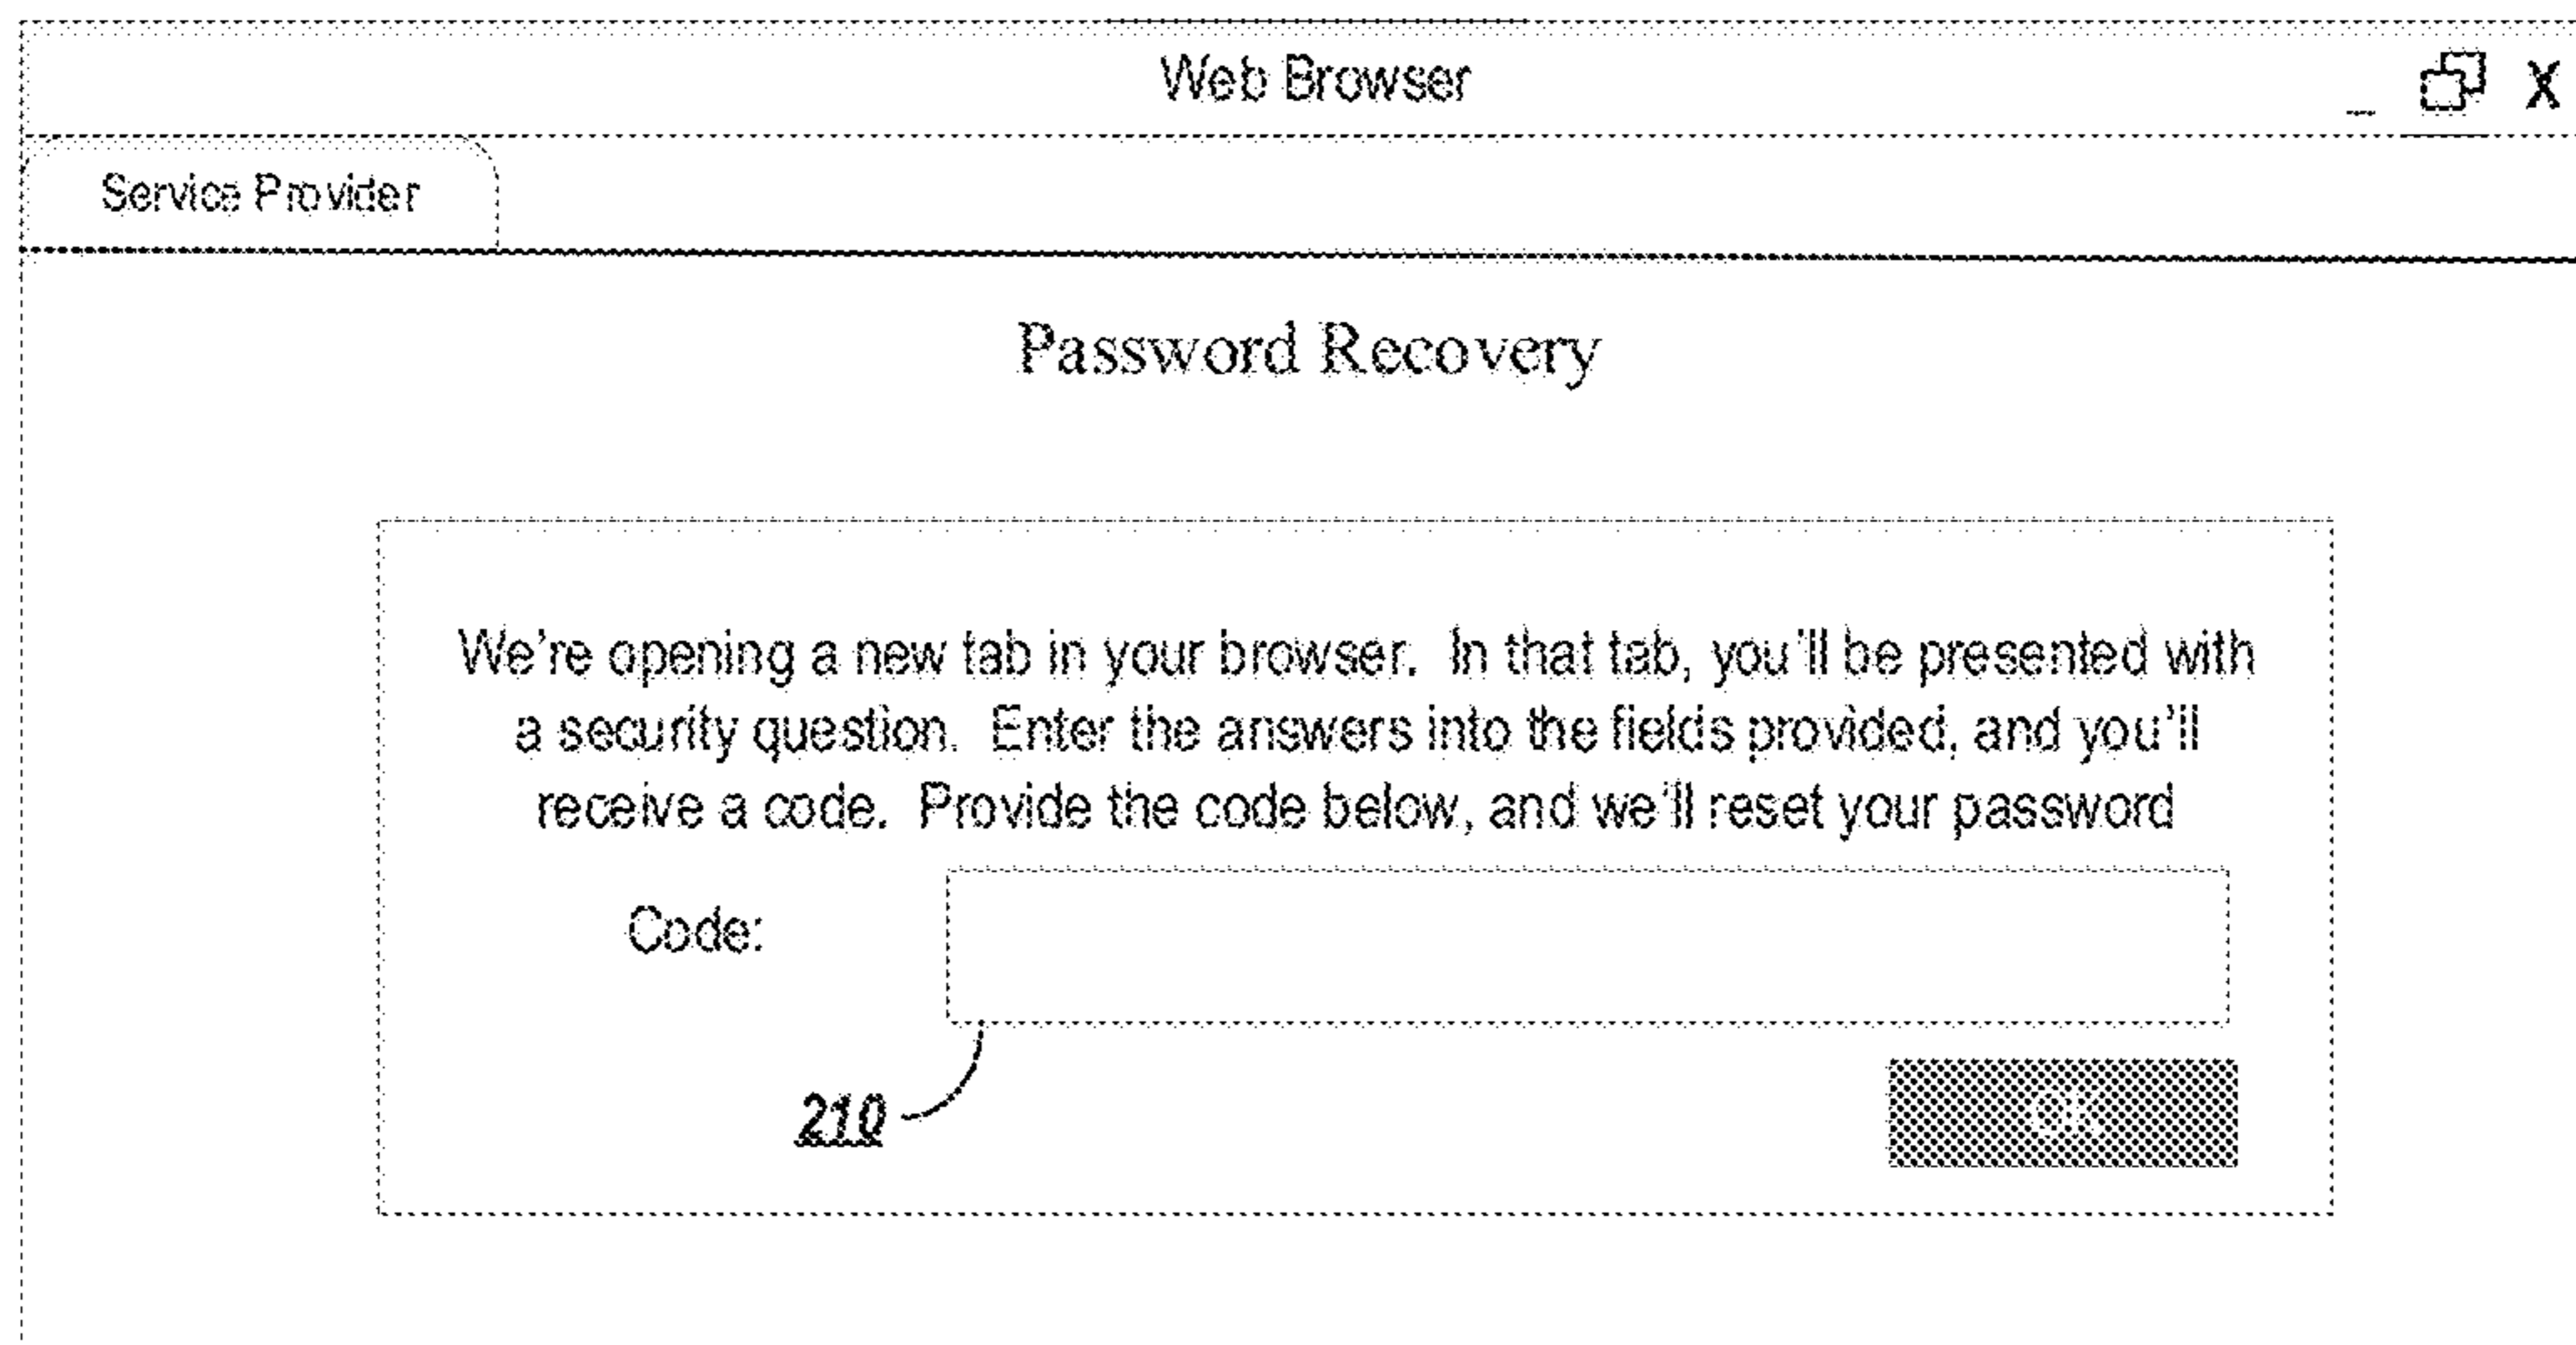 Web Browser _ X
Service Provider
Password Recovery
We're opening a new tab in your browser. In that tab, you'll be presented with
a security question. Enter the answers into the fields provided, and you'll
receive a code. Provide the code below, and we'll reset your password
Code:
210
OK